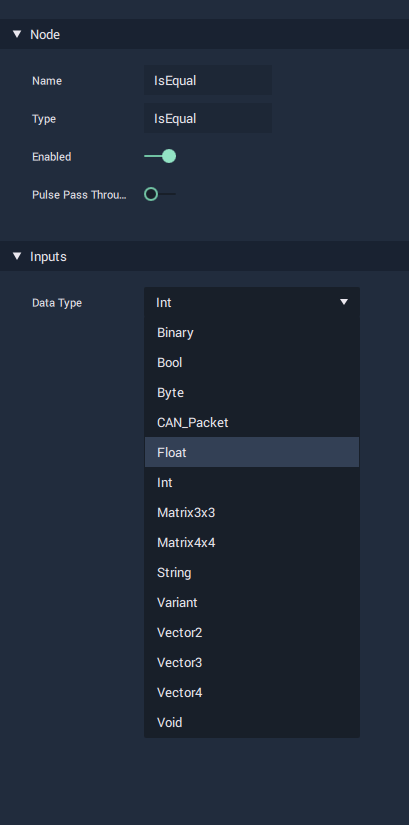 Node
Name IsEqual
Type IsEqual
Enabled
Pulse Pass Throu...
Inputs
Data Type Int
Binary
Bool
Byte
CAN_Packet
Float
Int
Matrix3x3
Matrix4x4
String
Variant
Vector2
Vector3
Vector4
Void